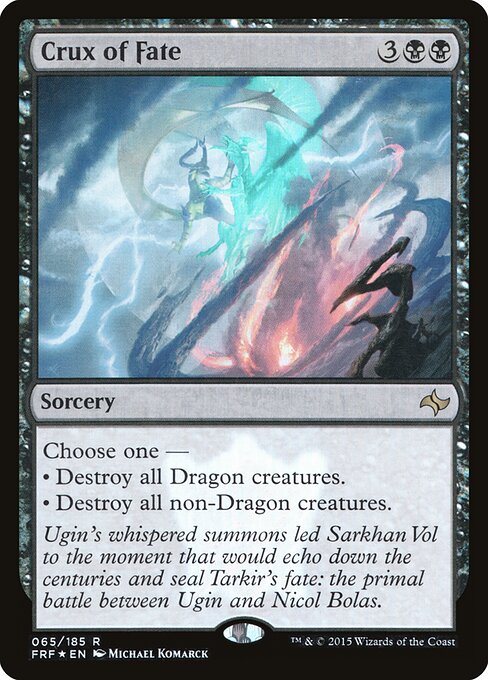 Crux of Fate 3
Sorcery
Choose one —
• Destroy all Dragon creatures.
• Destroy all non-Dragon creatures.
Ugin's whispered summons led Sarkhan Vol
to the moment that would echo down the
centuries and seal Tarkir's fate: the primal
battle between Ugin and Nicol Bolas.
065/185 R
FRF★EN MICHAEL KOMARCK
™ & © 2015 Wizards of the Coast